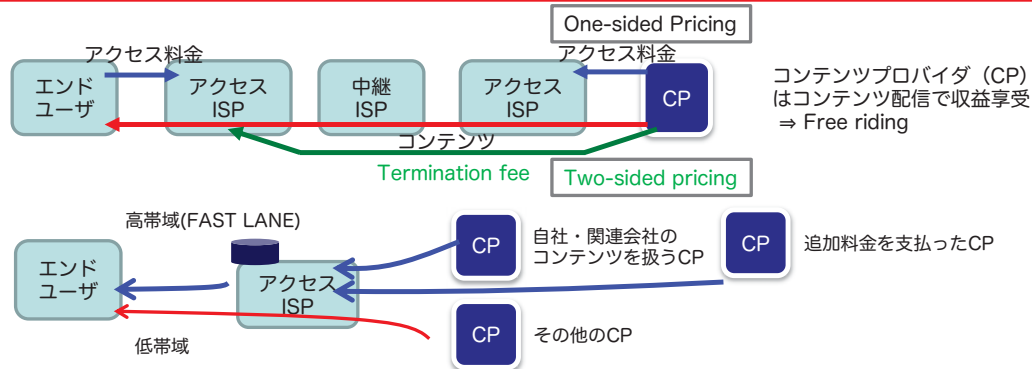 One-sided Pricing
アクセス料金
アクセス料金
エンド
ユーザ
アクセス
ISP
中継
ISP
アクセス
ISP
CP
コンテンツプロバイダ（CP）
はコンテンツ配信で収益享受
⇒ Free riding
コンテンツ
Termination fee
Two-sided pricing
高帯域(FAST LANE)
エンド
ユーザ
アクセス
ISP
CP
自社・関連会社の
コンテンツを扱うCP
CP
追加料金を支払ったCP
CP
その他のCP
低帯域